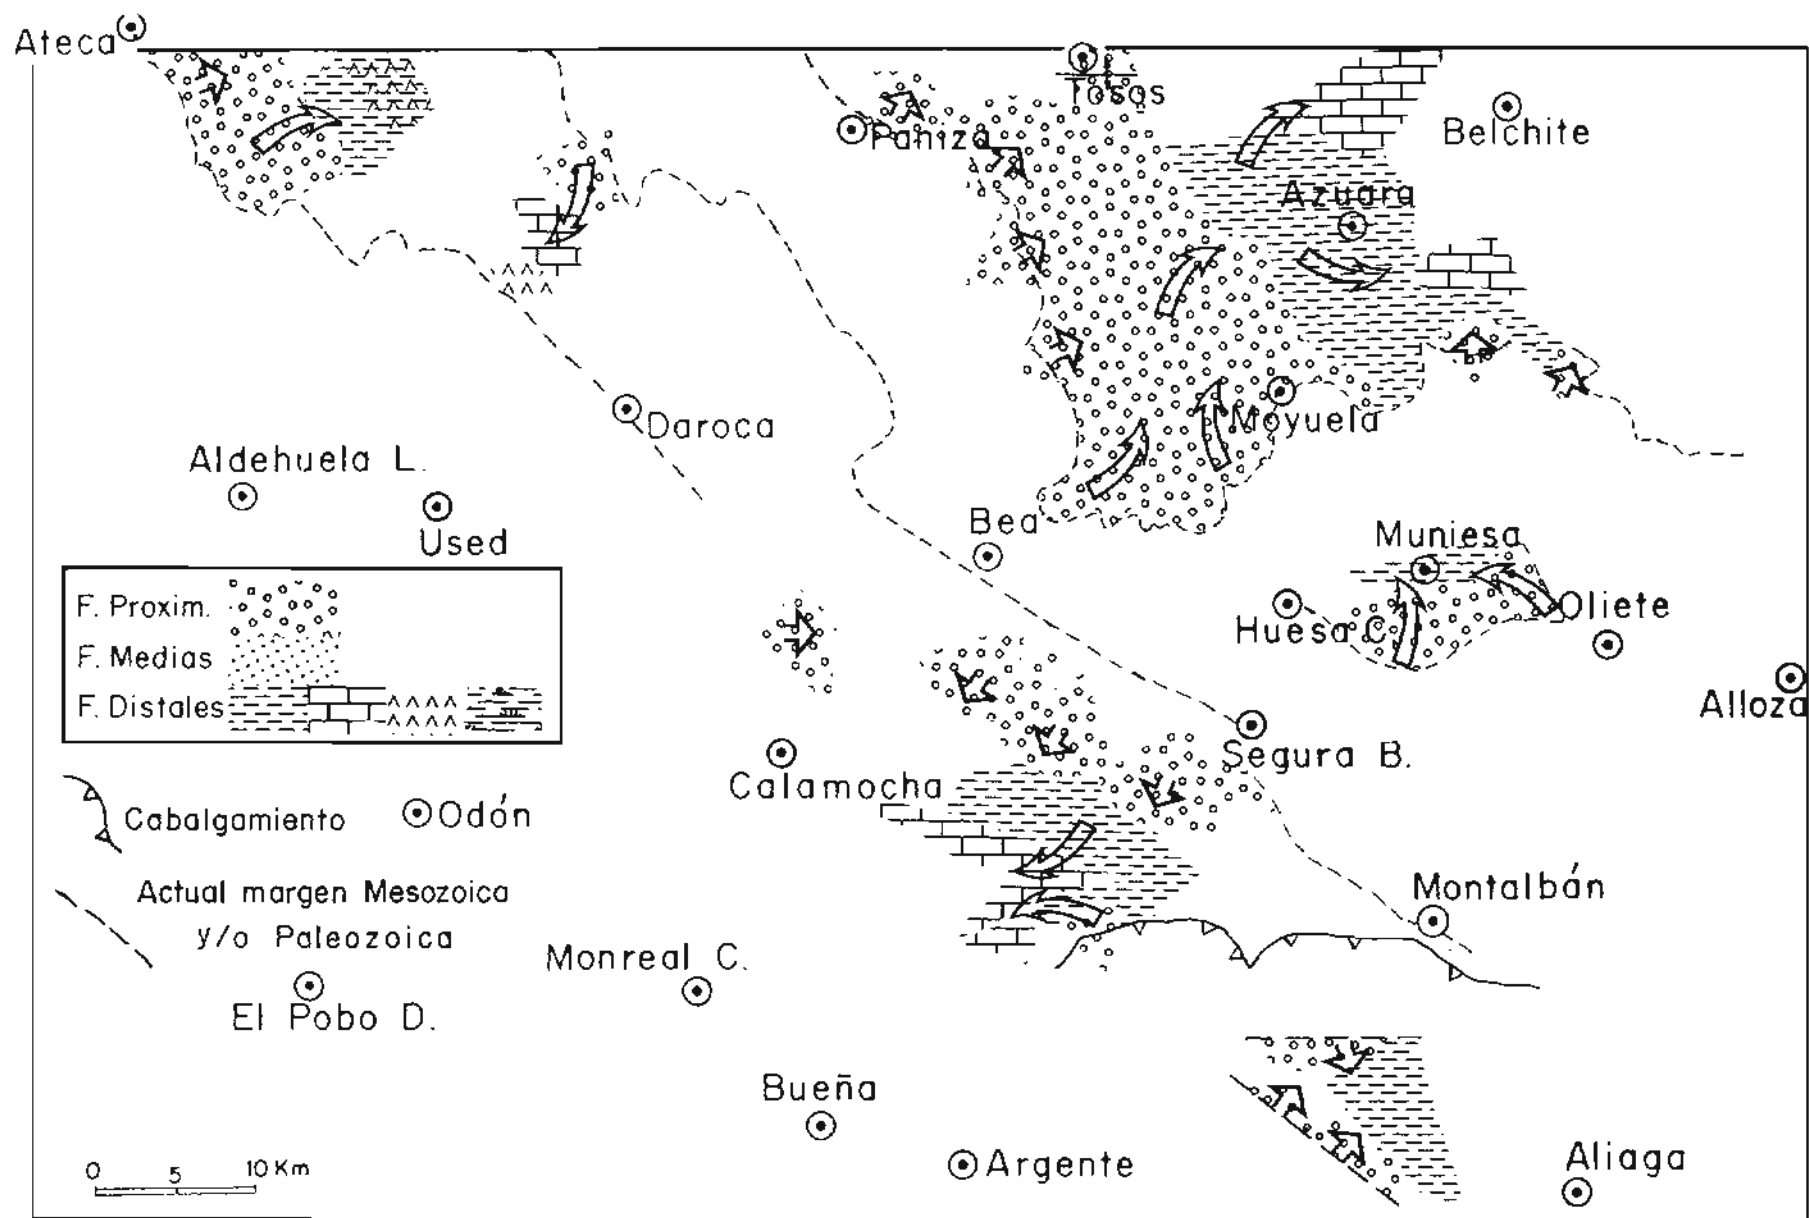 Ateca
Tosos
Paniza
Belchite
Azuara
Daroca
Moyuela
Aldehuela L.
Used
Bea
Muniesa
Huesa C.
Oliete
Alloza
F. Proxim.
F. Medias
F. Distales
Segura B.
Calamocha
Cabalgamiento
Odón
Actual margen Mesozoica
y/o Paleozoica
Montalbán
Monreal C.
El Pobo D.
Bueña
Argente
Aliaga
0 5 10 Km